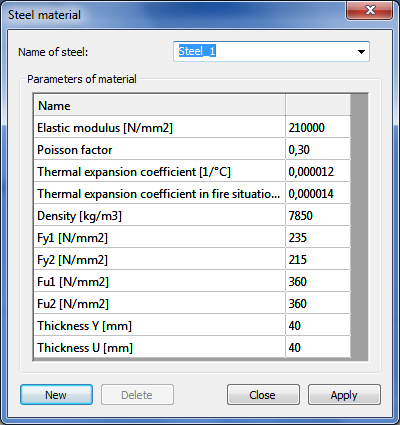 Steel material
Name of steel: Steel_1
Parameters of material
Name
Elastic modulus [N/mm2] 210000
Poisson factor 0,30
Thermal expansion coefficient [1/°C] 0,000012
Thermal expansion coefficient in fire situatio... 0,000014
Density [kg/m3] 7850
Fy1 [N/mm2] 235
Fy2 [N/mm2] 215
Fu1 [N/mm2] 360
Fu2 [N/mm2] 360
Thickness Y [mm] 40
Thickness U [mm] 40
New Delete Close Apply